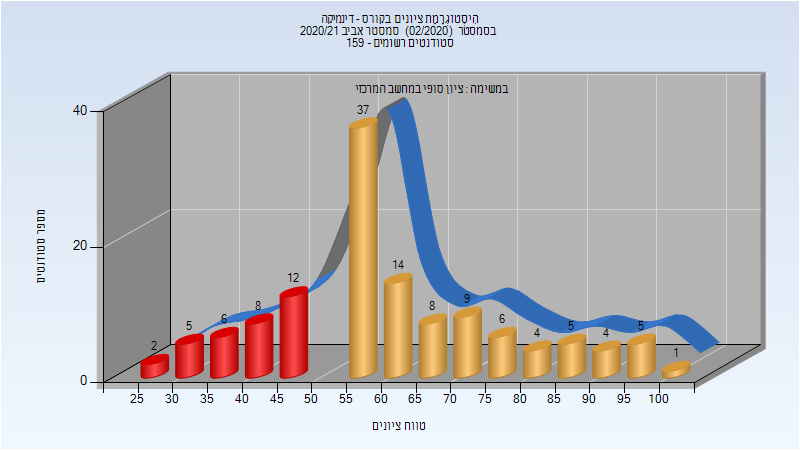 היסטוגרמת ציונים בקורס - דינמיקה
בסמסטר (02/2020) סמסטר אביב 2020/21
סטודנטים רשומים - 159
במשימה : ציון סופי במחשב המרכזי
מספר סטודנטים
40
20
0
2
5
6
8
12
37
14
8
9
6
4
5
4
5
1
25 30 35 40 45 50 55 60 65 70 75 80 85 90 95 100
טווח ציונים